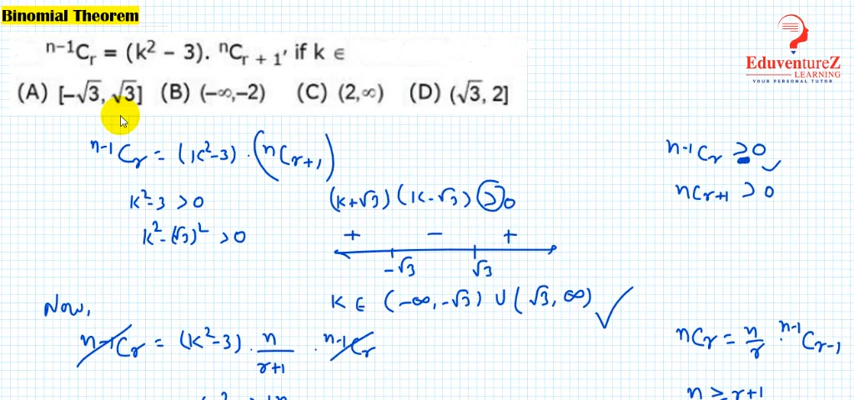 Binomial Theorem
ⁿ⁻¹Cᵣ = (k² − 3). ⁿCᵣ ₊ ₁, if k ∈
(A) [−√3, √3] (B) (−∞,−2) (C) (2,∞) (D) (√3, 2]
EduventureZ
LEARNING
YOUR PERSONAL TUTOR
ⁿ⁻¹Cᵣ = (k²−3) · (ⁿCᵣ₊₁)
k²−3 > 0
k² − (√3)² > 0
(k+√3) (k−√3) > 0
+ − +
−√3 √3
k ∈ (−∞, −√3) ∪ (√3, ∞)
ⁿ⁻¹Cᵣ ≥ 0
ⁿCᵣ₊₁ > 0
Now,
ⁿ⁻¹Cᵣ = (k²−3) · n/(r+1) · ⁿ⁻¹Cᵣ
ⁿCᵣ = n/r · ⁿ⁻¹Cᵣ₋₁
n ≥ r+1